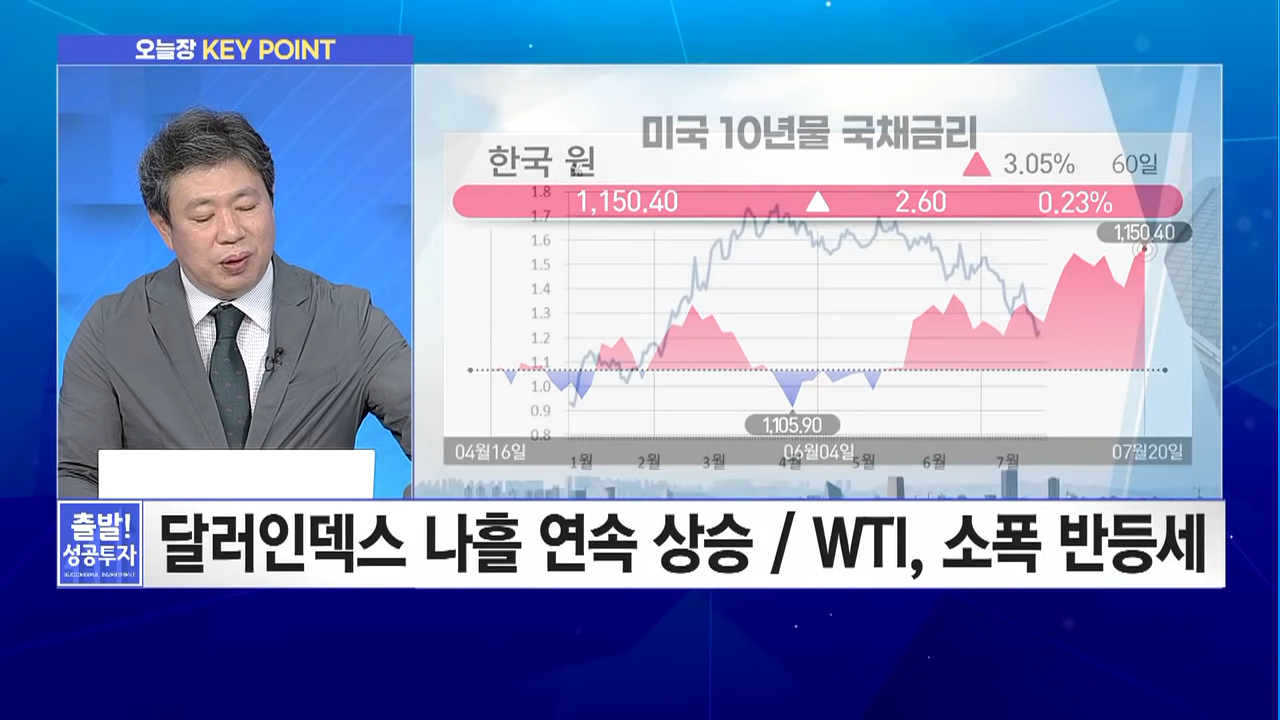 오늘장 KEY POINT
미국 10년물 국채금리
한국 원
3.05% 60일
%
1.8
1,150.40 2.60 0.23%
1.7
1,150.40
1.6
1.5
1.4
1.3
1.2
1.1
1.0
0.9
1,105.90
0.8
04월16일 06월04일 07월20일
1월 2월 3월 4월 5월 6월 7월
출발!
성공투자
달러인덱스 나흘 연속 상승 / WTI, 소폭 반등세